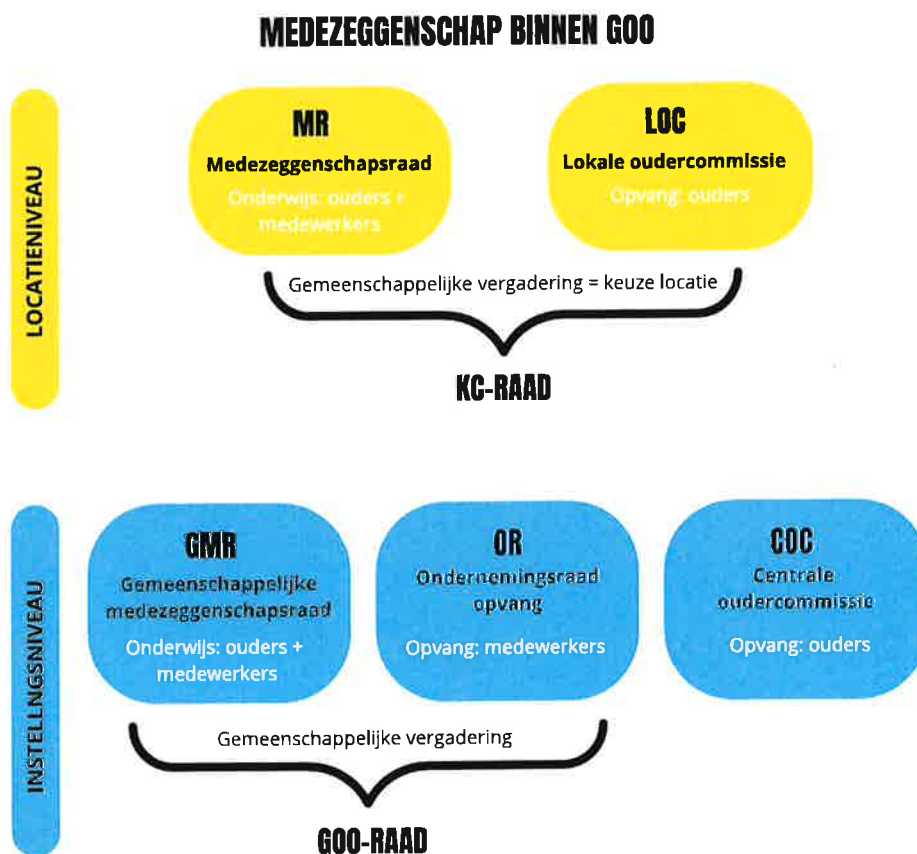 MEDEZEGGENSCHAP BINNEN GOO
LOCATIENIVEAU
MR
Medezeggenschapsraad
Onderwijs: ouders +
medewerkers
LOC
Lokale oudercommissie
Opvang: ouders
Gemeenschappelijke vergadering = keuze locatie
KC-RAAD
INSTELLNGSNIVEAU
GMR
Gemeenschappelijke
medezeggenschapsraad
Onderwijs: ouders +
medewerkers
OR
Ondernemingsraad
opvang
Opvang: medewerkers
COC
Centrale
oudercommissie
Opvang: ouders
Gemeenschappelijke vergadering
GOO-RAAD